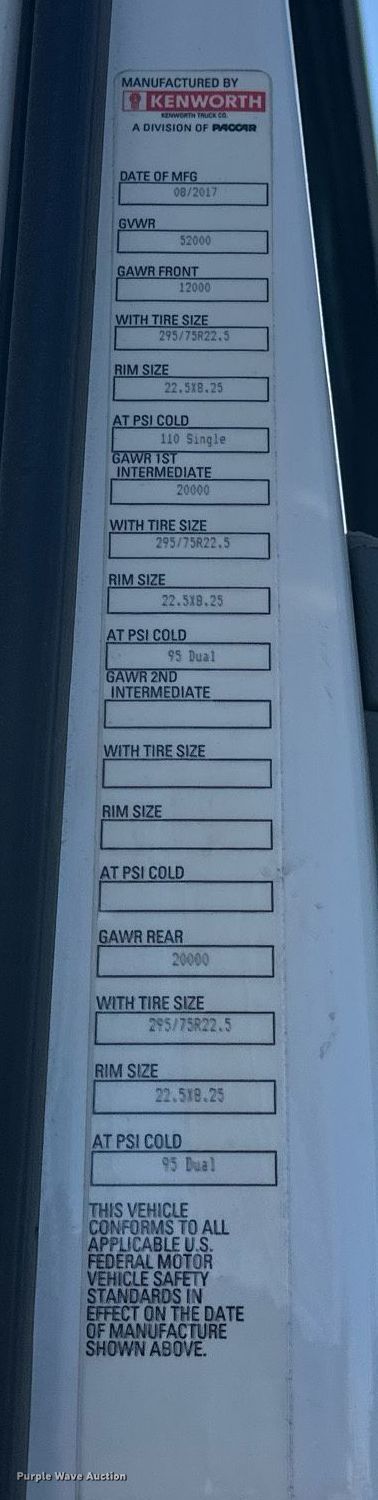 MANUFACTURED BY
KENWORTH
KENWORTH TRUCK CO.
A DIVISION OF PACCAR
DATE OF MFG
08/2017
GVWR
52000
GAWR FRONT
12000
WITH TIRE SIZE
295/75R22.5
RIM SIZE
22.5X8.25
AT PSI COLD
110 Single
GAWR 1ST
INTERMEDIATE
20000
WITH TIRE SIZE
295/75R22.5
RIM SIZE
22.5X8.25
AT PSI COLD
95 Dual
GAWR 2ND
INTERMEDIATE
WITH TIRE SIZE
RIM SIZE
AT PSI COLD
GAWR REAR
20000
WITH TIRE SIZE
295/75R22.5
RIM SIZE
22.5X8.25
AT PSI COLD
95 Dual
THIS VEHICLE
CONFORMS TO ALL
APPLICABLE U.S.
FEDERAL MOTOR
VEHICLE SAFETY
STANDARDS IN
EFFECT ON THE DATE
OF MANUFACTURE
SHOWN ABOVE.
Purple Wave Auction